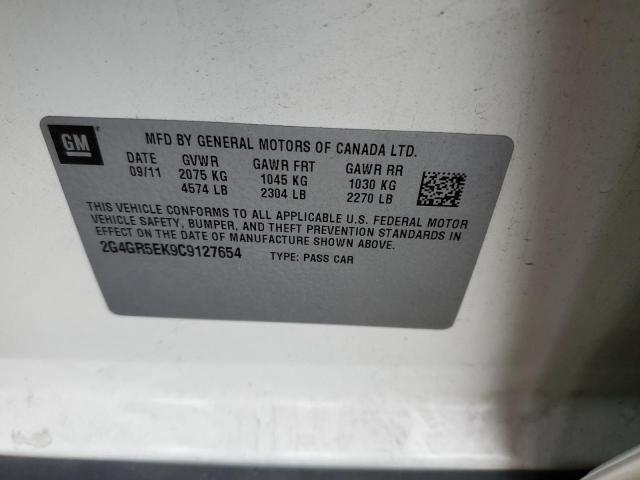 GM
MFD BY GENERAL MOTORS OF CANADA LTD.
DATE GVWR GAWR FRT GAWR RR
09/11 2075 KG 1045 KG 1030 KG
4574 LB 2304 LB 2270 LB
THIS VEHICLE CONFORMS TO ALL APPLICABLE U.S. FEDERAL MOTOR
VEHICLE SAFETY, BUMPER, AND THEFT PREVENTION STANDARDS IN
EFFECT ON THE DATE OF MANUFACTURE SHOWN ABOVE.
2G4GR5EK9C9127654 TYPE: PASS CAR